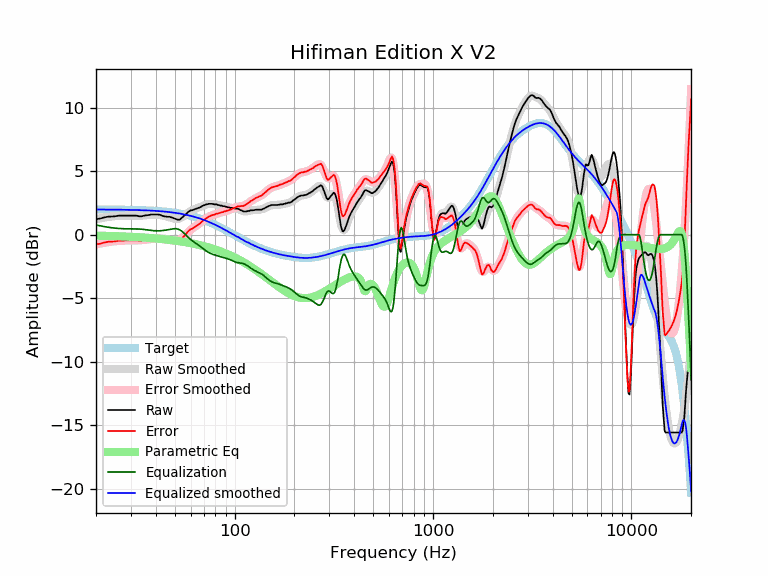 Hifiman Edition X V2
Amplitude (dBr)
10
5
0
−5
−10
−15
−20
Target
Raw Smoothed
Error Smoothed
Raw
Error
Parametric Eq
Equalization
Equalized smoothed
100
1000
10000
Frequency (Hz)